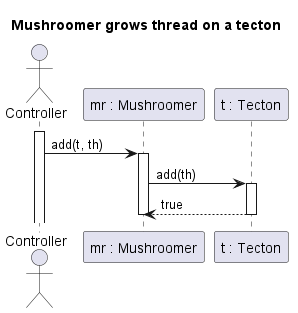 Mushroomer grows thread on a tecton
Controller
mr : Mushroomer
t : Tecton
add(t, th)
add(th)
true
Controller
mr : Mushroomer
t : Tecton